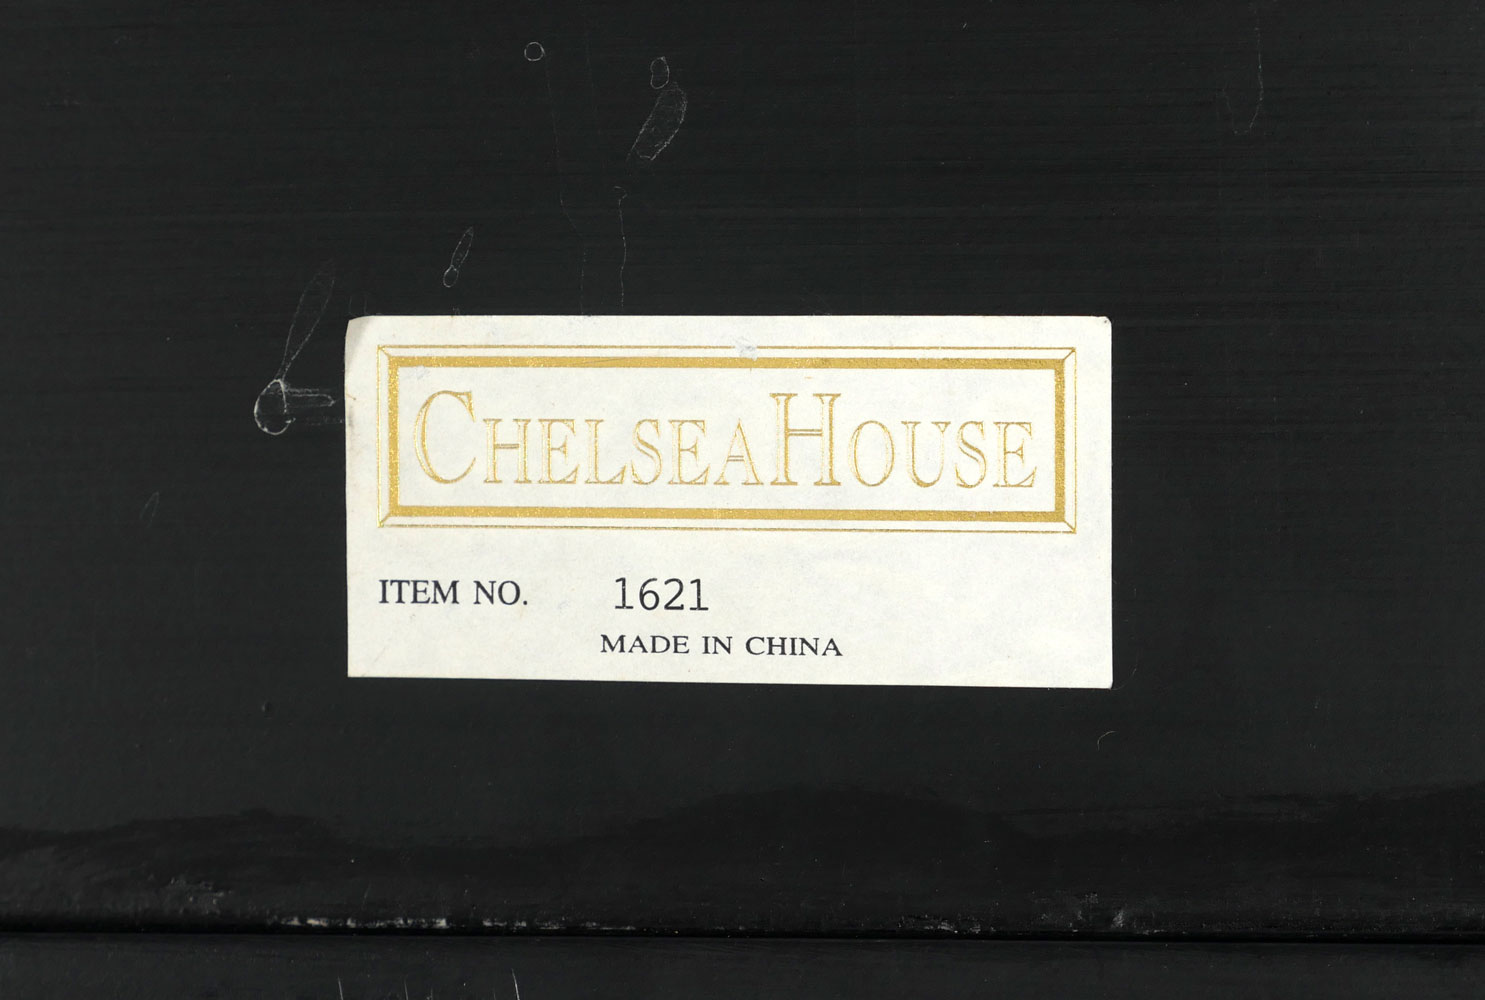 CHELSEAHOUSE
ITEM NO. 1621
MADE IN CHINA